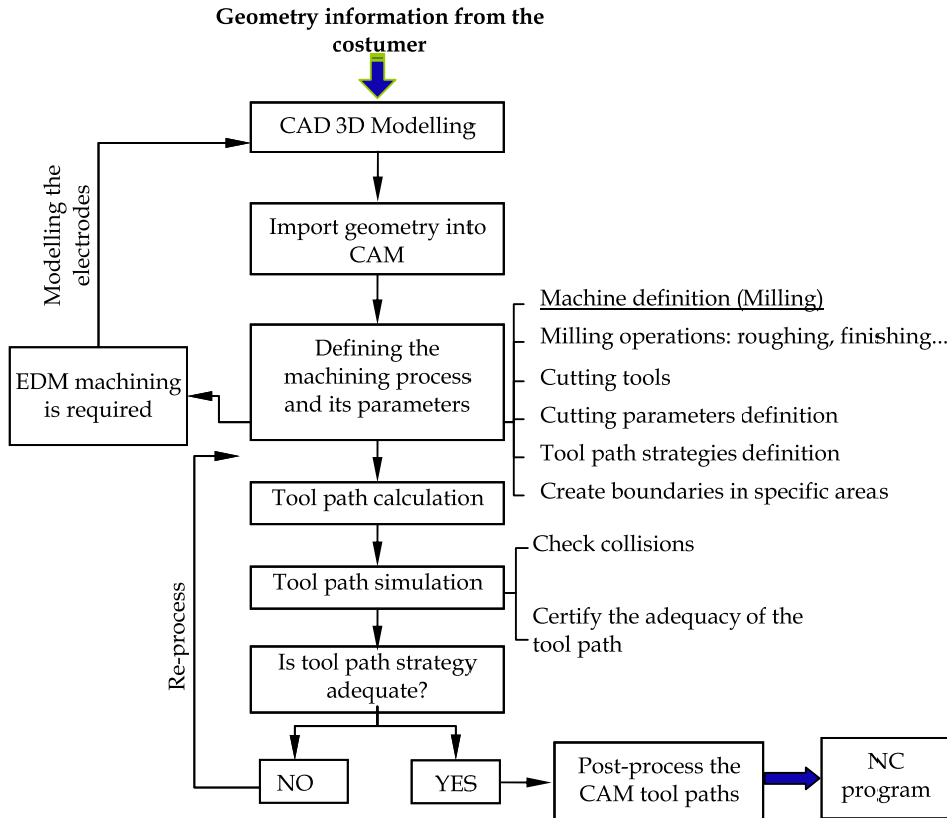 Geometry information from the
costumer
CAD 3D Modelling
Modelling the
electrodes
Import geometry into
CAM
Defining the
machining process
and its parameters
Machine definition (Milling)
Milling operations: roughing, finishing...
Cutting tools
Cutting parameters definition
Tool path strategies definition
Create boundaries in specific areas
EDM machining
is required
Tool path calculation
Tool path simulation
Check collisions
Certify the adequacy of the
tool path
Re-process
Is tool path strategy
adequate?
NO
YES
Post-process the
CAM tool paths
NC
program